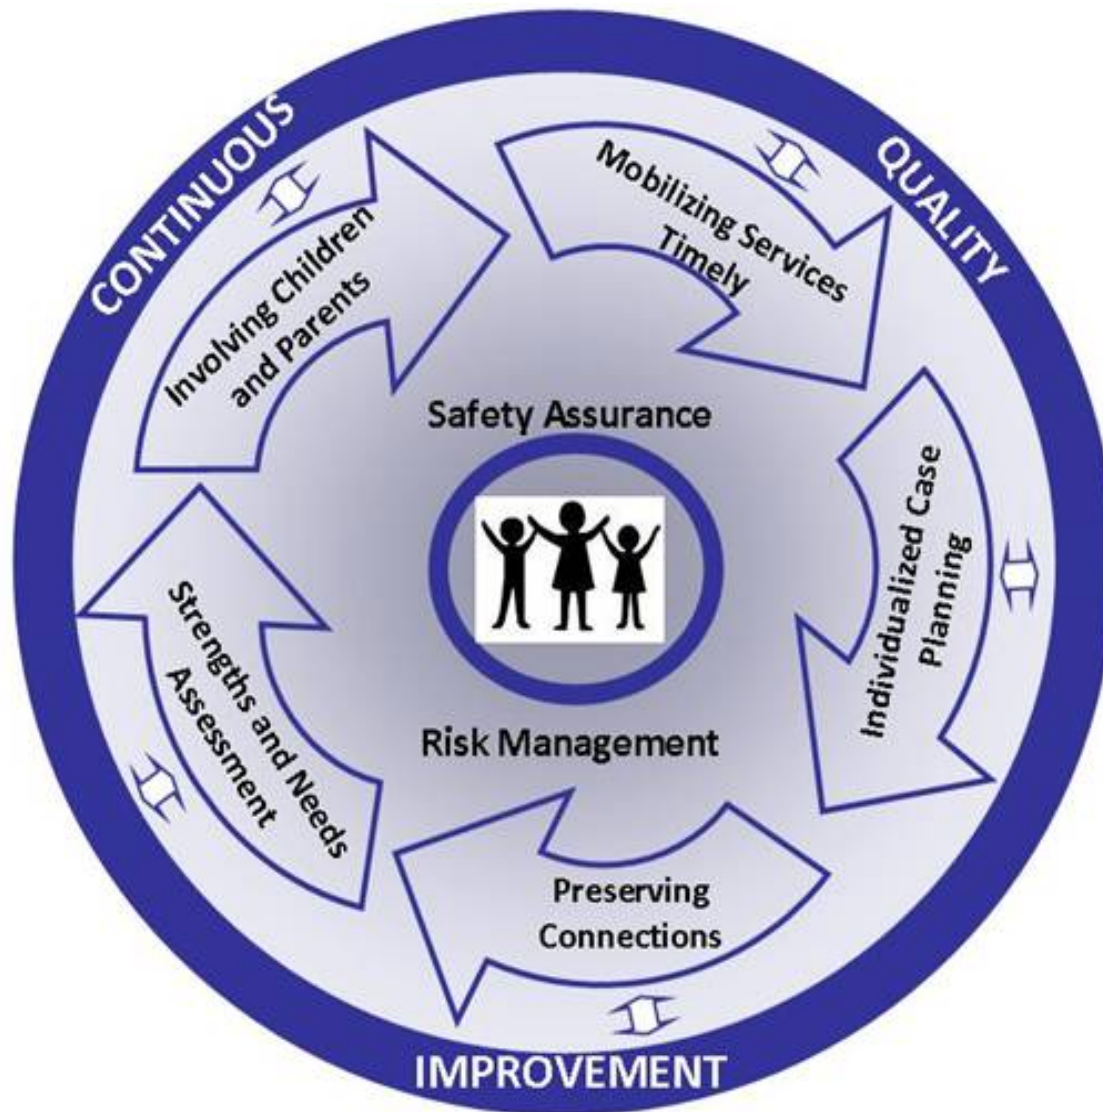 CONTINUOUS
QUALITY
Involving Children
and Parents
Mobilizing Services
Timely
Safety Assurance
Individualized Case
Planning
Strengths and Needs
Assessment
Risk Management
Preserving
Connections
IMPROVEMENT